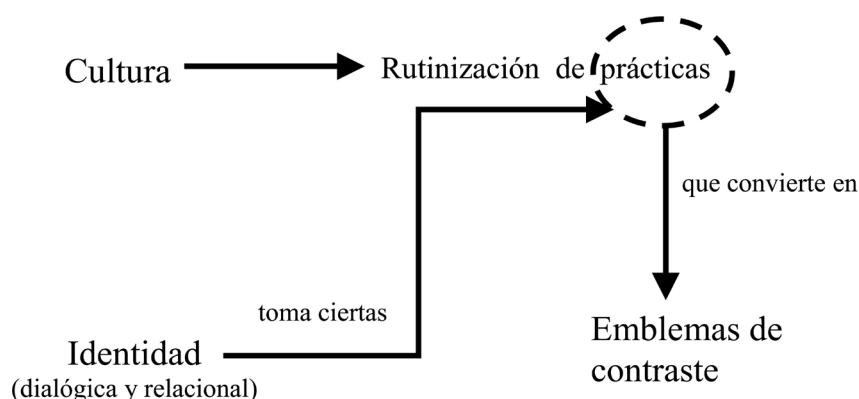 Cultura
Rutinización de prácticas
que convierte en
toma ciertas
Identidad
(dialógica y relacional)
Emblemas de
contraste